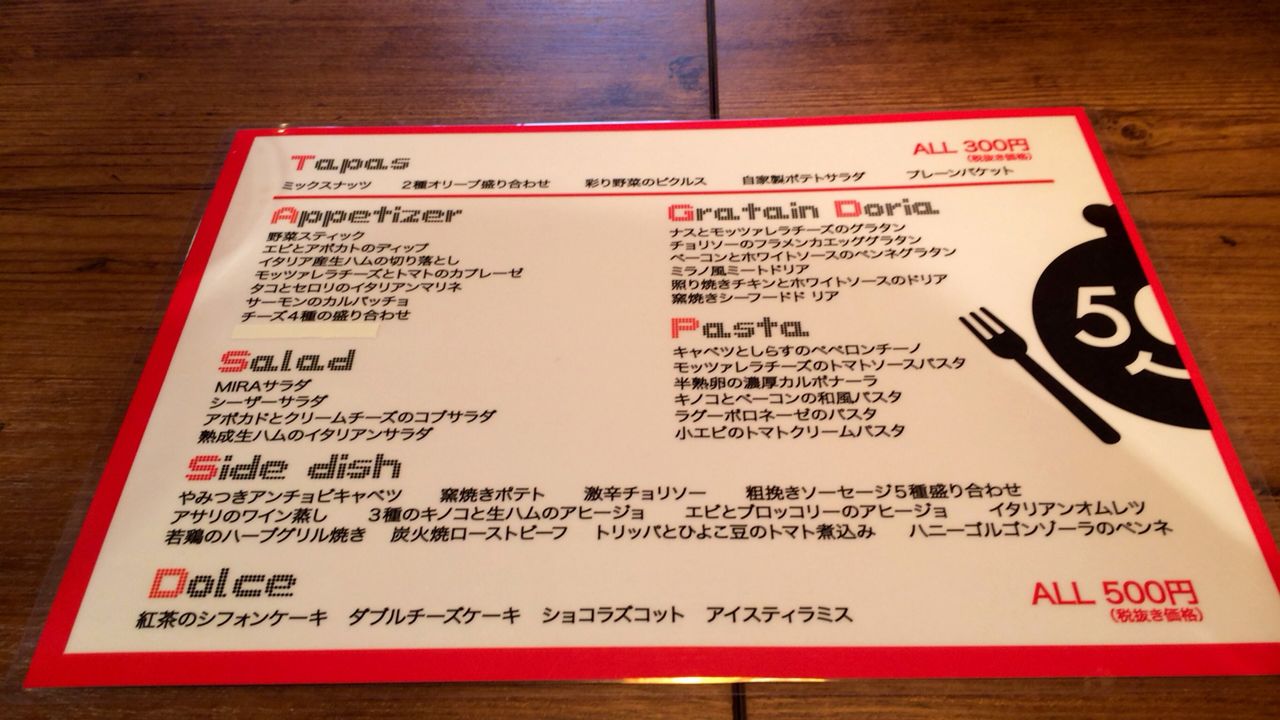 Tapas
ALL 300円
(税抜き価格)
ミックスナッツ 2種オリーブ盛り合わせ 彩り野菜のピクルス 自家製ポテトサラダ プレーンバケット
Appetizer
野菜スティック
エビとアボカトのディップ
イタリア産生ハムの切り落とし
モッツァレラチーズとトマトのカプレーゼ
タコとセロリのイタリアンマリネ
サーモンのカルパッチョ
チーズ4種の盛り合わせ
Salad
MIRAサラダ
シーザーサラダ
アボカドとクリームチーズのコブサラダ
熟成生ハムのイタリアンサラダ
Gratain Doria
ナスとモッツァレラチーズのグラタン
チョリソーのフラメンカエッググラタン
ベーコンとホワイトソースのペンネグラタン
ミラノ風ミートドリア
照り焼きチキンとホワイトソースのドリア
窯焼きシーフードド リア
Pasta
キャベツとしらすのペペロンチーノ
モッツァレラチーズのトマトソースパスタ
半熟卵の濃厚カルボナーラ
キノコとベーコンの和風パスタ
ラグーボロネーゼのパスタ
小エビのトマトクリームパスタ
5
Side dish
やみつきアンチョビキャベツ 窯焼きポテト 激辛チョリソー 粗挽きソーセージ5種盛り合わせ
アサリのワイン蒸し 3種のキノコと生ハムのアヒージョ エビとブロッコリーのアヒージョ イタリアンオムレツ
若鶏のハーブグリル焼き 炭火焼ローストビーフ トリッパとひよこ豆のトマト煮込み ハニーゴルゴンゾーラのペンネ
Dolce
紅茶のシフォンケーキ ダブルチーズケーキ ショコラズコット アイスティラミス
ALL 500円
(税抜き価格)